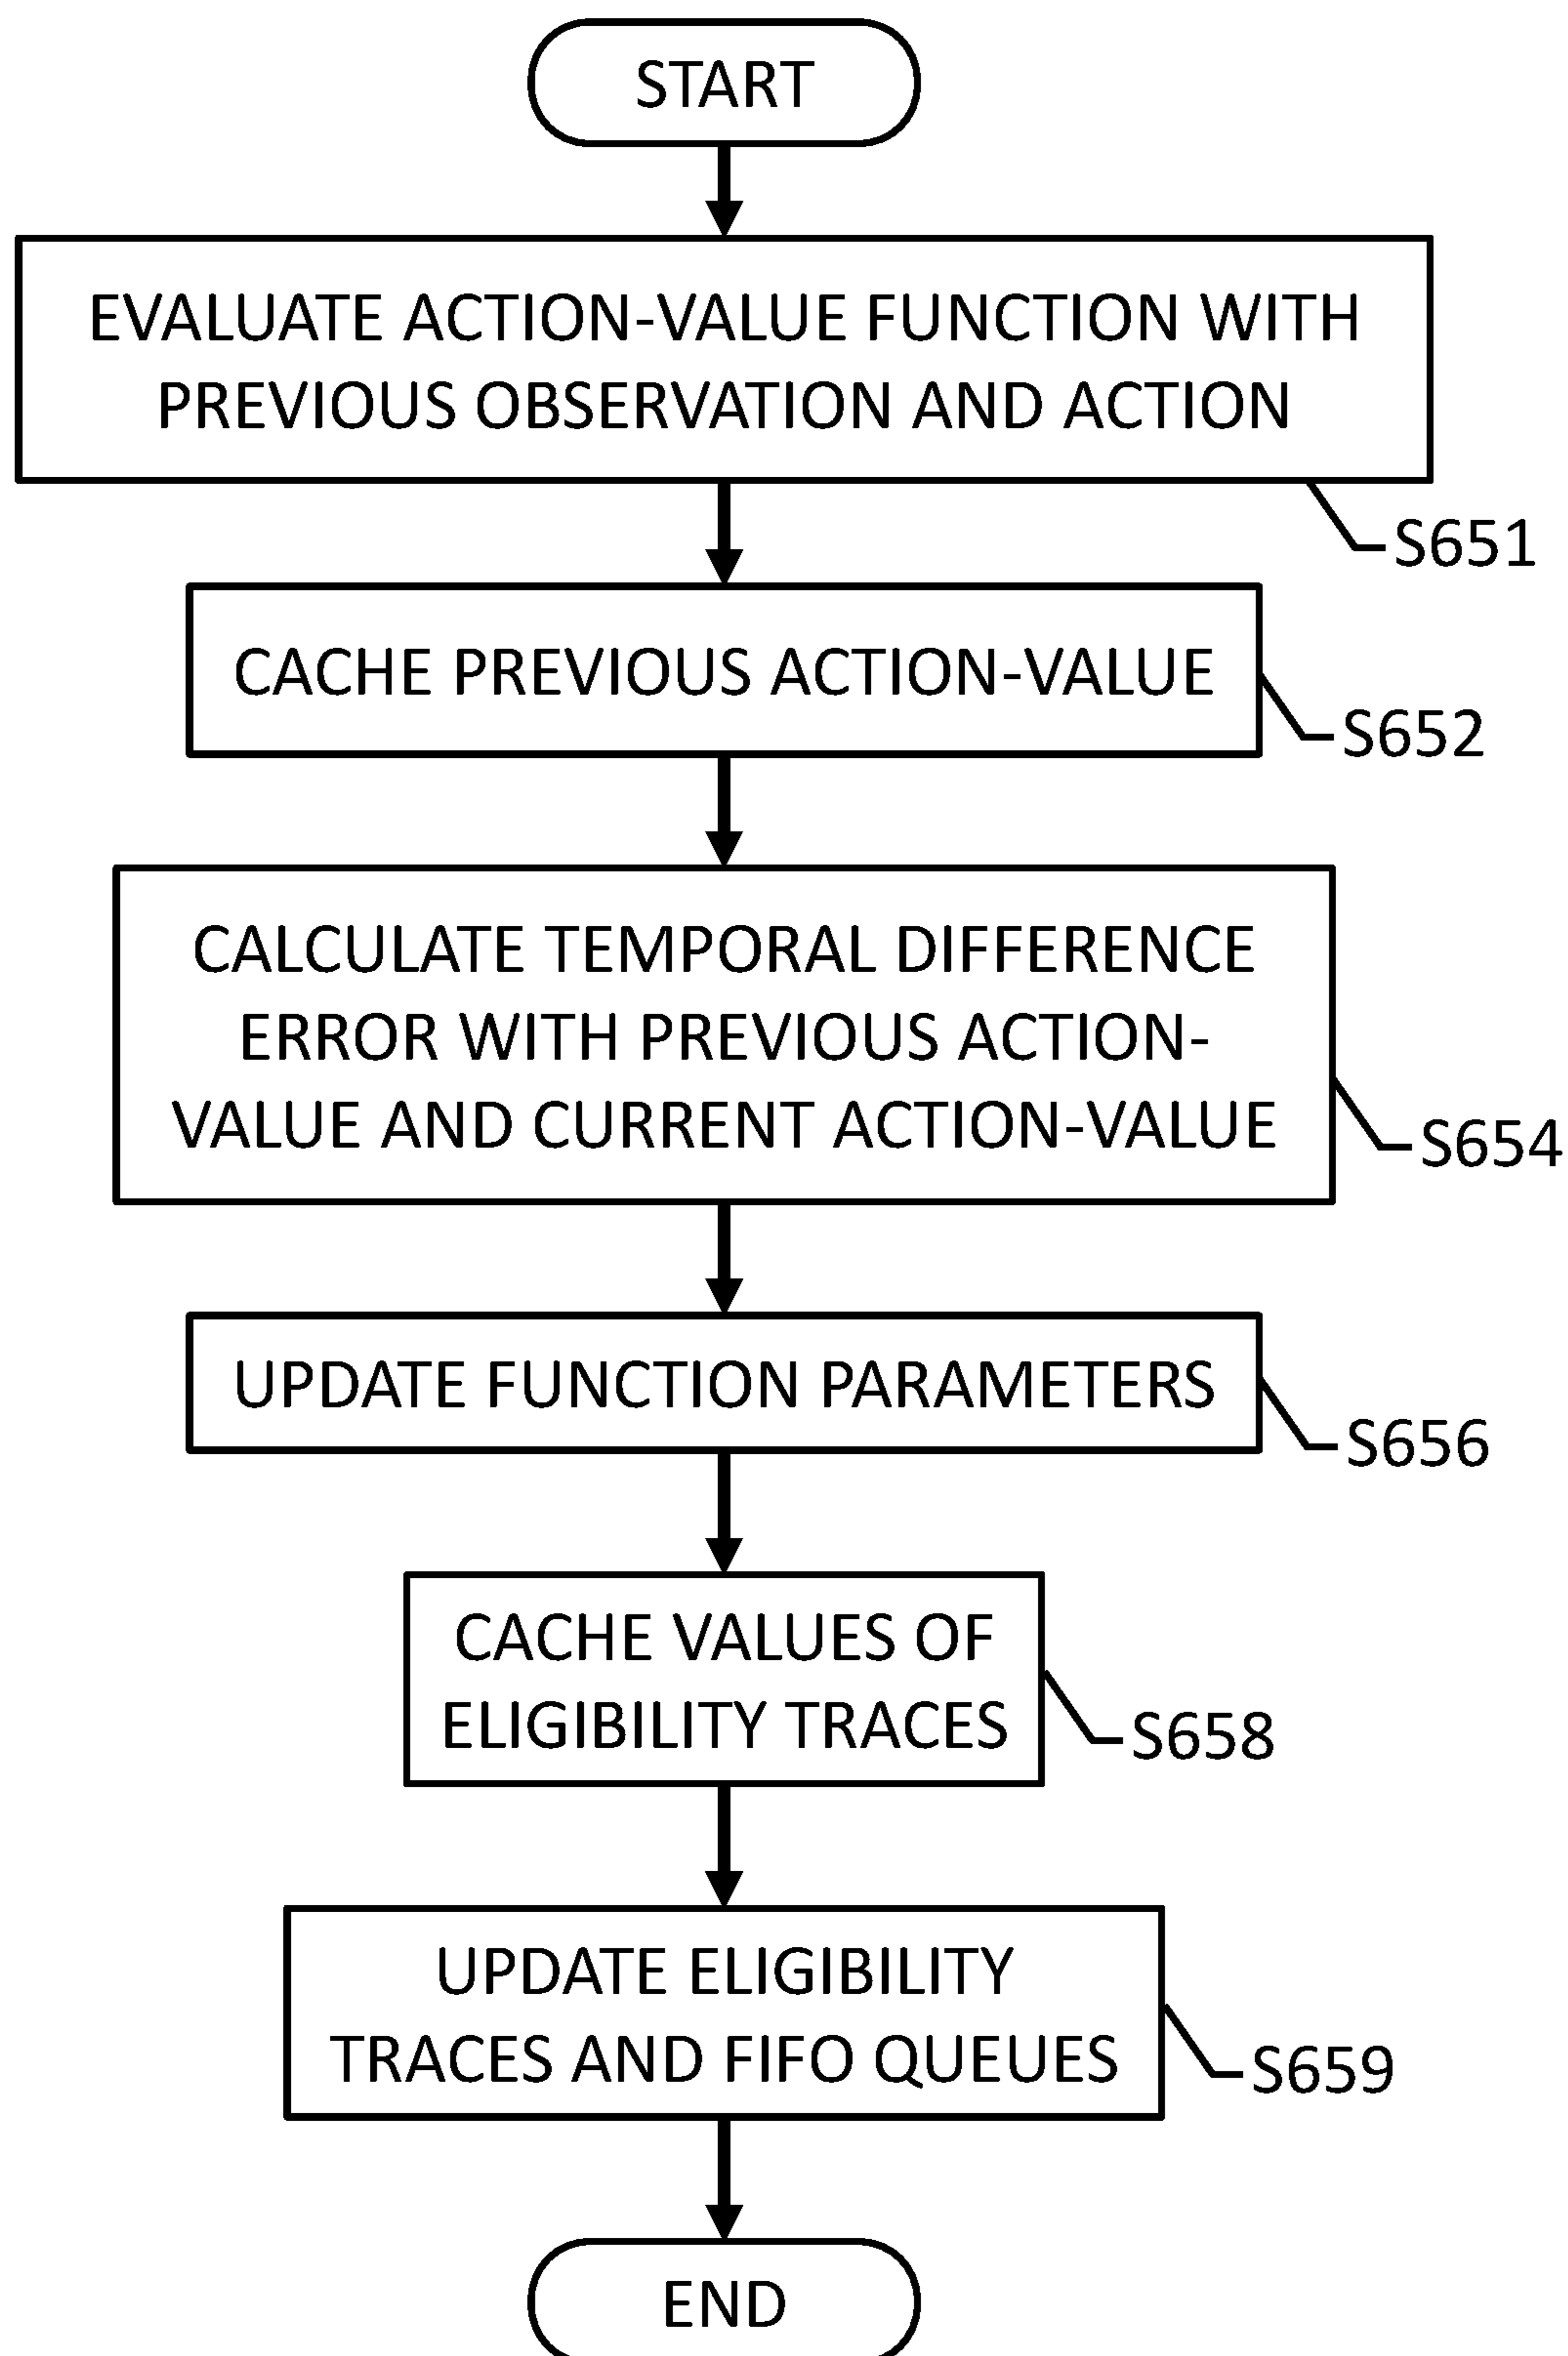 START
EVALUATE ACTION-VALUE FUNCTION WITH
PREVIOUS OBSERVATION AND ACTION
S651
CACHE PREVIOUS ACTION-VALUE
S652
CALCULATE TEMPORAL DIFFERENCE
ERROR WITH PREVIOUS ACTION-
VALUE AND CURRENT ACTION-VALUE
S654
UPDATE FUNCTION PARAMETERS
S656
CACHE VALUES OF
ELIGIBILITY TRACES
S658
UPDATE ELIGIBILITY
TRACES AND FIFO QUEUES
S659
END